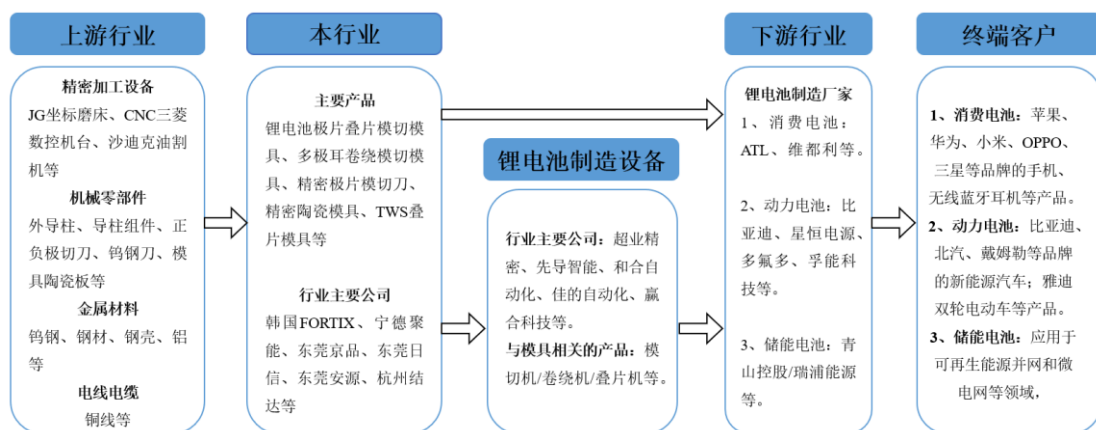 上游行业
精密加工设备
JG坐标磨床、CNC三菱
数控机台、沙迪克油割
机等
机械零部件
外导柱、导柱组件、正
负极切刀、钨钢刀、模
具陶瓷板等
金属材料
钨钢、钢材、钢壳、铝
等
电线电缆
铜线等
本行业
主要产品
锂电池极片叠片模切模
具、多极耳卷绕模切模
具、精密极片模切刀、
精密陶瓷模具、TWS叠
片模具等
行业主要公司
韩国FORTIX、宁德聚
能、东莞京品、东莞日
信、东莞安源、杭州结
达等
锂电池制造设备
行业主要公司：超业精
密、先导智能、和合自
动化、佳的自动化、赢
合科技等。
与模具相关的产品：模
切机/卷绕机/叠片机等。
下游行业
锂电池制造厂家
1、消费电池：
ATL、维都利等。
2、动力电池：比
亚迪、星恒电源、
多氟多、孚能科
技等。
3、储能电池：青
山控股/瑞浦能源
等。
终端客户
1、消费电池：苹果、
华为、小米、OPPO、
三星等品牌的手机、
无线蓝牙耳机等产品。
2、动力电池：比亚迪、
北汽、戴姆勒等品牌
的新能源汽车；雅迪
双轮电动车等产品。
3、储能电池：应用于
可再生能源并网和微
电网等领域，